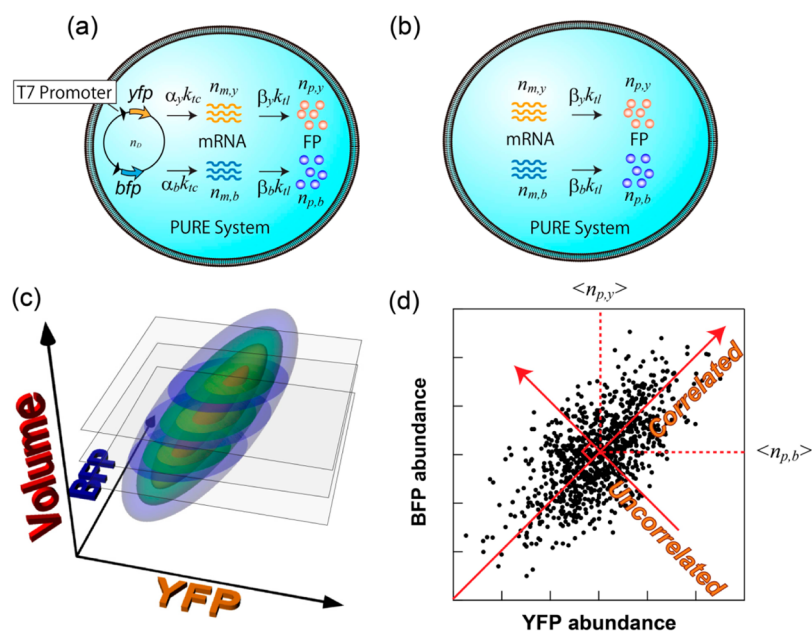 (a)
T7 Promoter
yfp
bfp
n_D
α_y k_tc
n_m,y
β_y k_tl
n_p,y
mRNA
FP
α_b k_tc
n_m,b
β_b k_tl
n_p,b
PURE System
(b)
n_m,y
β_y k_tl
n_p,y
mRNA
FP
n_m,b
β_b k_tl
n_p,b
PURE System
(c)
Volume
BFP
YFP
(d)
<n_p,y>
Correlated
<n_p,b>
Uncorrelated
BFP abundance
YFP abundance